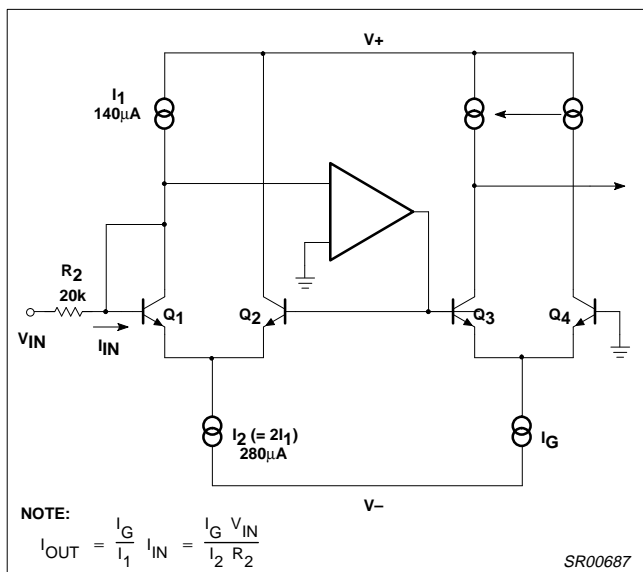 V+
I1
140µA
R2
20k
VIN
IIN
Q1
Q2
Q3
Q4
I2 (= 2I1)
280µA
IG
V–
NOTE:
IOUT = IG/I1 IIN = IG VIN/I2 R2
SR00687